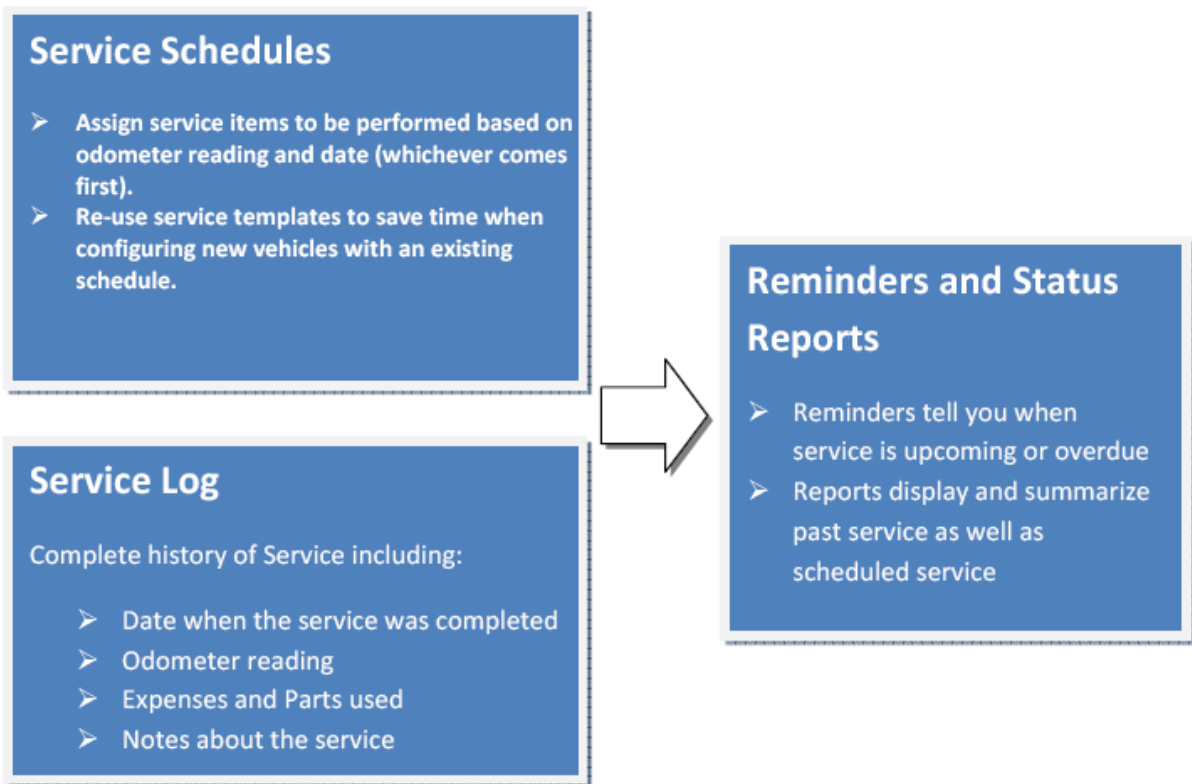 Service Schedules
➢ Assign service items to be performed based on
odometer reading and date (whichever comes
first).
➢ Re-use service templates to save time when
configuring new vehicles with an existing
schedule.
Service Log
Complete history of Service including:
➢ Date when the service was completed
➢ Odometer reading
➢ Expenses and Parts used
➢ Notes about the service
Reminders and Status
Reports
➢ Reminders tell you when
service is upcoming or overdue
➢ Reports display and summarize
past service as well as
scheduled service